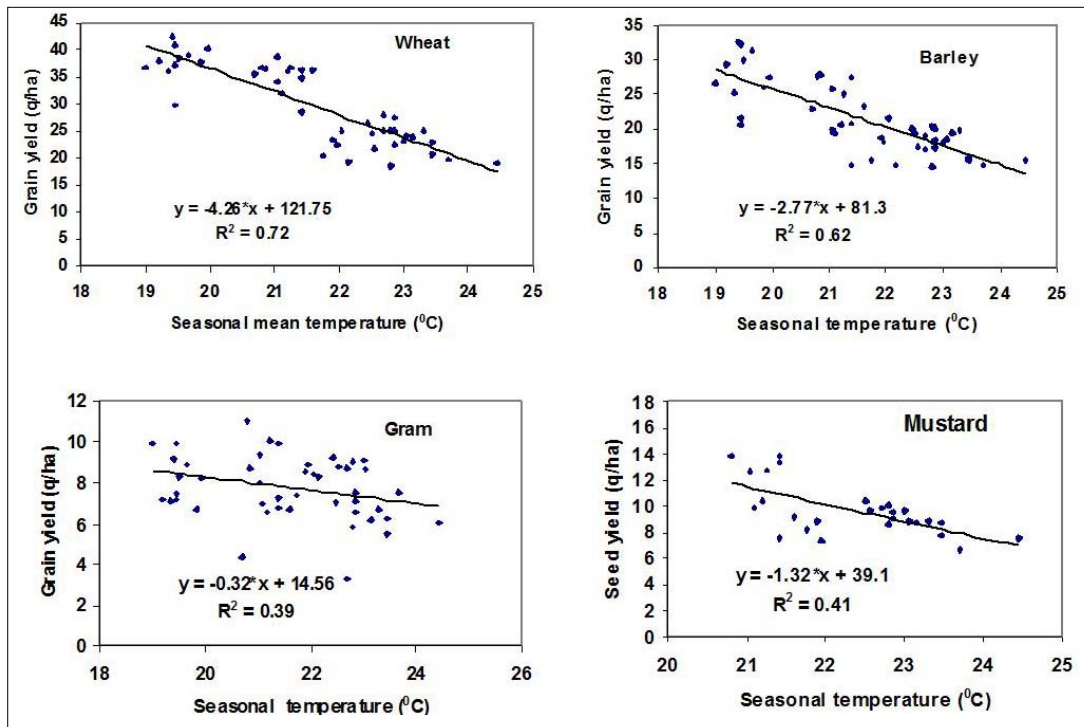 Wheat
Grain yield (q/ha)
45
40
35
30
25
20
15
10
5
0
y = -4.26*x + 121.75
R² = 0.72
18 19 20 21 22 23 24 25
Seasonal mean temperature (⁰C)
Barley
Grain yield (q/ha)
35
30
25
20
15
10
5
0
y = -2.77*x + 81.3
R² = 0.62
18 19 20 21 22 23 24 25
Seasonal temperature (⁰C)
Gram
Grain yield (q/ha)
12
10
8
6
4
2
0
y = -0.32*x + 14.56
R² = 0.39
18 20 22 24 26
Seasonal temperature (⁰C)
Mustard
Seed yield (q/ha)
18
16
14
12
10
8
6
4
2
0
y = -1.32*x + 39.1
R² = 0.41
20 21 22 23 24 25
Seasonal temperature (⁰C)